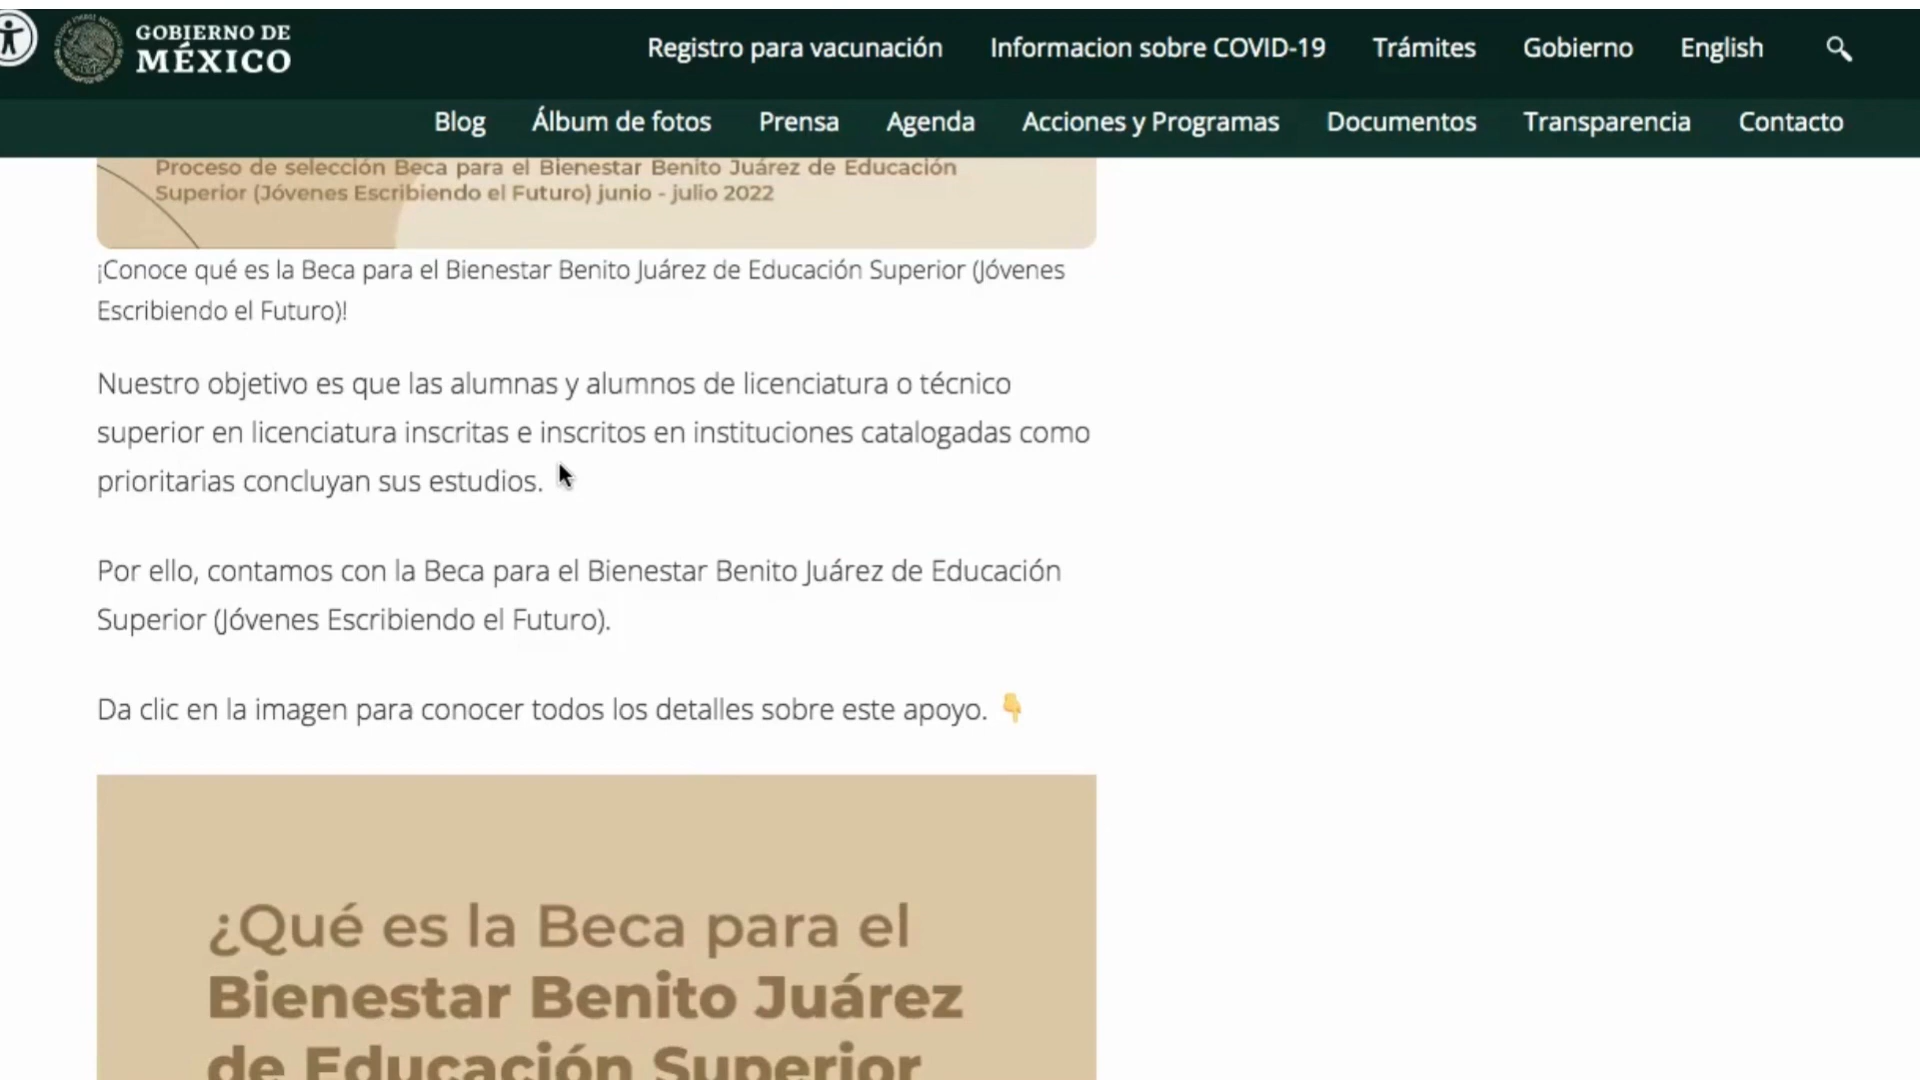 GOBIERNO DE
MÉXICO
Registro para vacunación Informacion sobre COVID-19 Trámites Gobierno English
Blog Álbum de fotos Prensa Agenda Acciones y Programas Documentos Transparencia Contacto
Proceso de selección Beca para el Bienestar Benito Juárez de Educación
Superior (Jóvenes Escribiendo el Futuro) junio - julio 2022
¡Conoce qué es la Beca para el Bienestar Benito Juárez de Educación Superior (Jóvenes
Escribiendo el Futuro)!
Nuestro objetivo es que las alumnas y alumnos de licenciatura o técnico
superior en licenciatura inscritas e inscritos en instituciones catalogadas como
prioritarias concluyan sus estudios.
Por ello, contamos con la Beca para el Bienestar Benito Juárez de Educación
Superior (Jóvenes Escribiendo el Futuro).
Da clic en la imagen para conocer todos los detalles sobre este apoyo. 👇
¿Qué es la Beca para el
Bienestar Benito Juárez
de Educación Superior